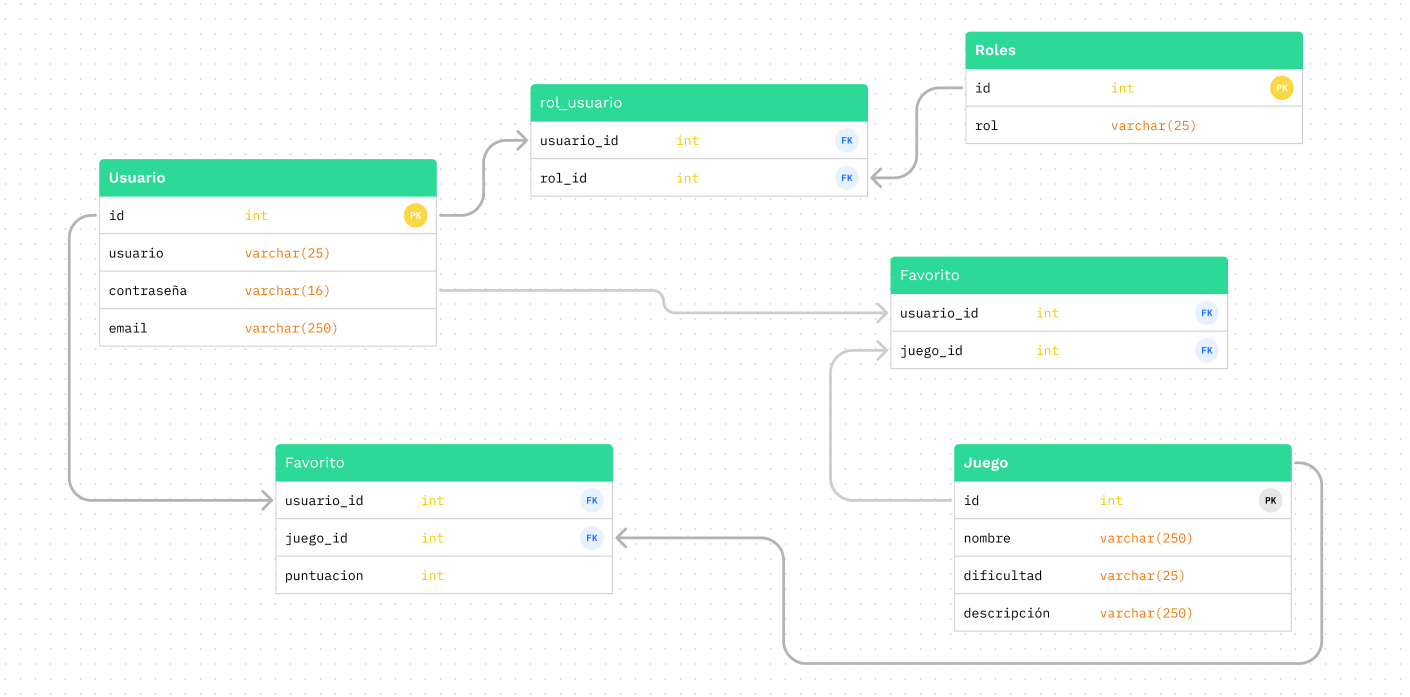 Roles
id int PK
rol varchar(25)
rol_usuario
usuario_id int FK
rol_id int FK
Usuario
id int PK
usuario varchar(25)
contraseña varchar(16)
email varchar(250)
Favorito
usuario_id int FK
juego_id int FK
Favorito
usuario_id int FK
juego_id int FK
puntuacion int
Juego
id int PK
nombre varchar(250)
dificultad varchar(25)
descripción varchar(250)